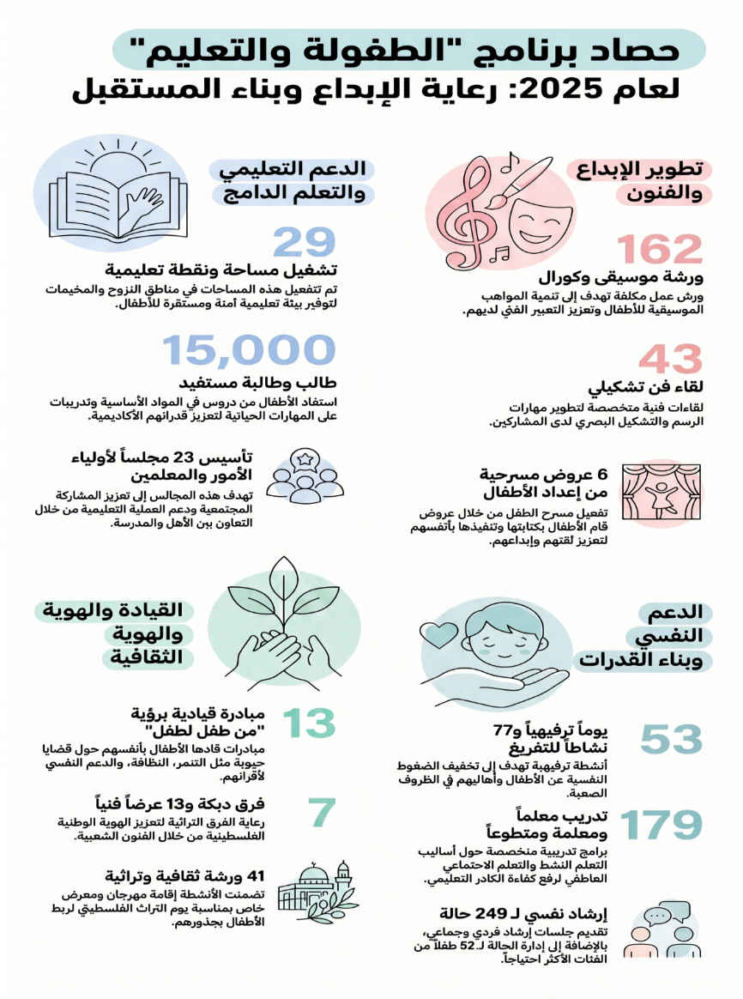 حصاد برنامج "الطفولة والتعليم"
لعام 2025: رعاية الإبداع وبناء المستقبل
تطوير الإبداع
والفنون
162
ورشة موسيقى وكورال
ورش عمل مكلفة تهدف إلى تنمية المواهب
الموسيقية للأطفال وتعزيز التعبير الفني لديهم.
43
لقاء فن تشكيلي
لقاءات فنية متخصصة لتطوير مهارات
الرسم والتشكيل البصري لدى المشاركين.
6 عروض مسرحية
من إعداد الأطفال
تفعيل مسرح الطفل من خلال عروض
قام الأطفال بكتابتها وتنفيذها بأنفسهم
لتعزيز ثقتهم وإبداعهم.
الدعم التعليمي
والتعلم الدامج
29
تشغيل مساحة ونقطة تعليمية
تم تتفعيل هذه المساحات في مناطق النزوح والمخيمات
لتوفير بيئة تعليمية أمنة ومستقرة للأطفال.
15,000
طالب وطالبة مستفيد
استفاد الأطفال من دروس في المواد الأساسية وتدريبات
على المهارات الحياتية لتعزيز قدراتهم الأكاديمية.
تأسيس 23 مجلساً لأولياء
الأمور والمعلمين
تهدف هذه المجالس إلى تعزيز المشاركة
المجتمعية ودعم العملية التعليمية من خلال
التعاون بين الأهل والمدرسة.
الدعم
النفسي
وبناء القدرات
53
يوماً ترفيهياً و77
نشاطاً للتفريغ
أنشطة ترفيهية تهدف إلى تخفيف الضغوط
النفسية عن الأطفال وأهاليهم في الظروف
الصعبة.
179
تدريب معلماً
ومعلمة ومتطوعاً
برامج تدريبية متخصصة حول أساليب
التعلم النشط والتعلم الاجتماعي
العاطفي لرفع كفاءة الكادر التعليمي.
إرشاد نفسي لـ 249 حالة
تقديم جلسات إرشاد فردي وجماعي،
بالإضافة إلى إدارة الحالة لـ 52 طفلاً من
الفئات الأكثر احتياجاً.
القيادة والهوية
والهوية
الثقافية
13
مبادرة قيادية برؤية
"من طفل لطفل"
مبادرات قادها الأطفال بأنفسهم حول قضايا
حيوية مثل التنمر، النظافة، والدعم النفسي
لأقرانهم.
7
فرق دبكة و13 عرضاً فنياً
رعاية الفرق التراثية لتعزيز الهوية الوطنية
الفلسطينية من خلال الفنون الشعبية.
41 ورشة ثقافية وتراثية
تضمنت الأنشطة إقامة مهرجان ومعرض
خاص بمناسبة يوم التراث الفلسطيني لربط
الأطفال بجذورهم.